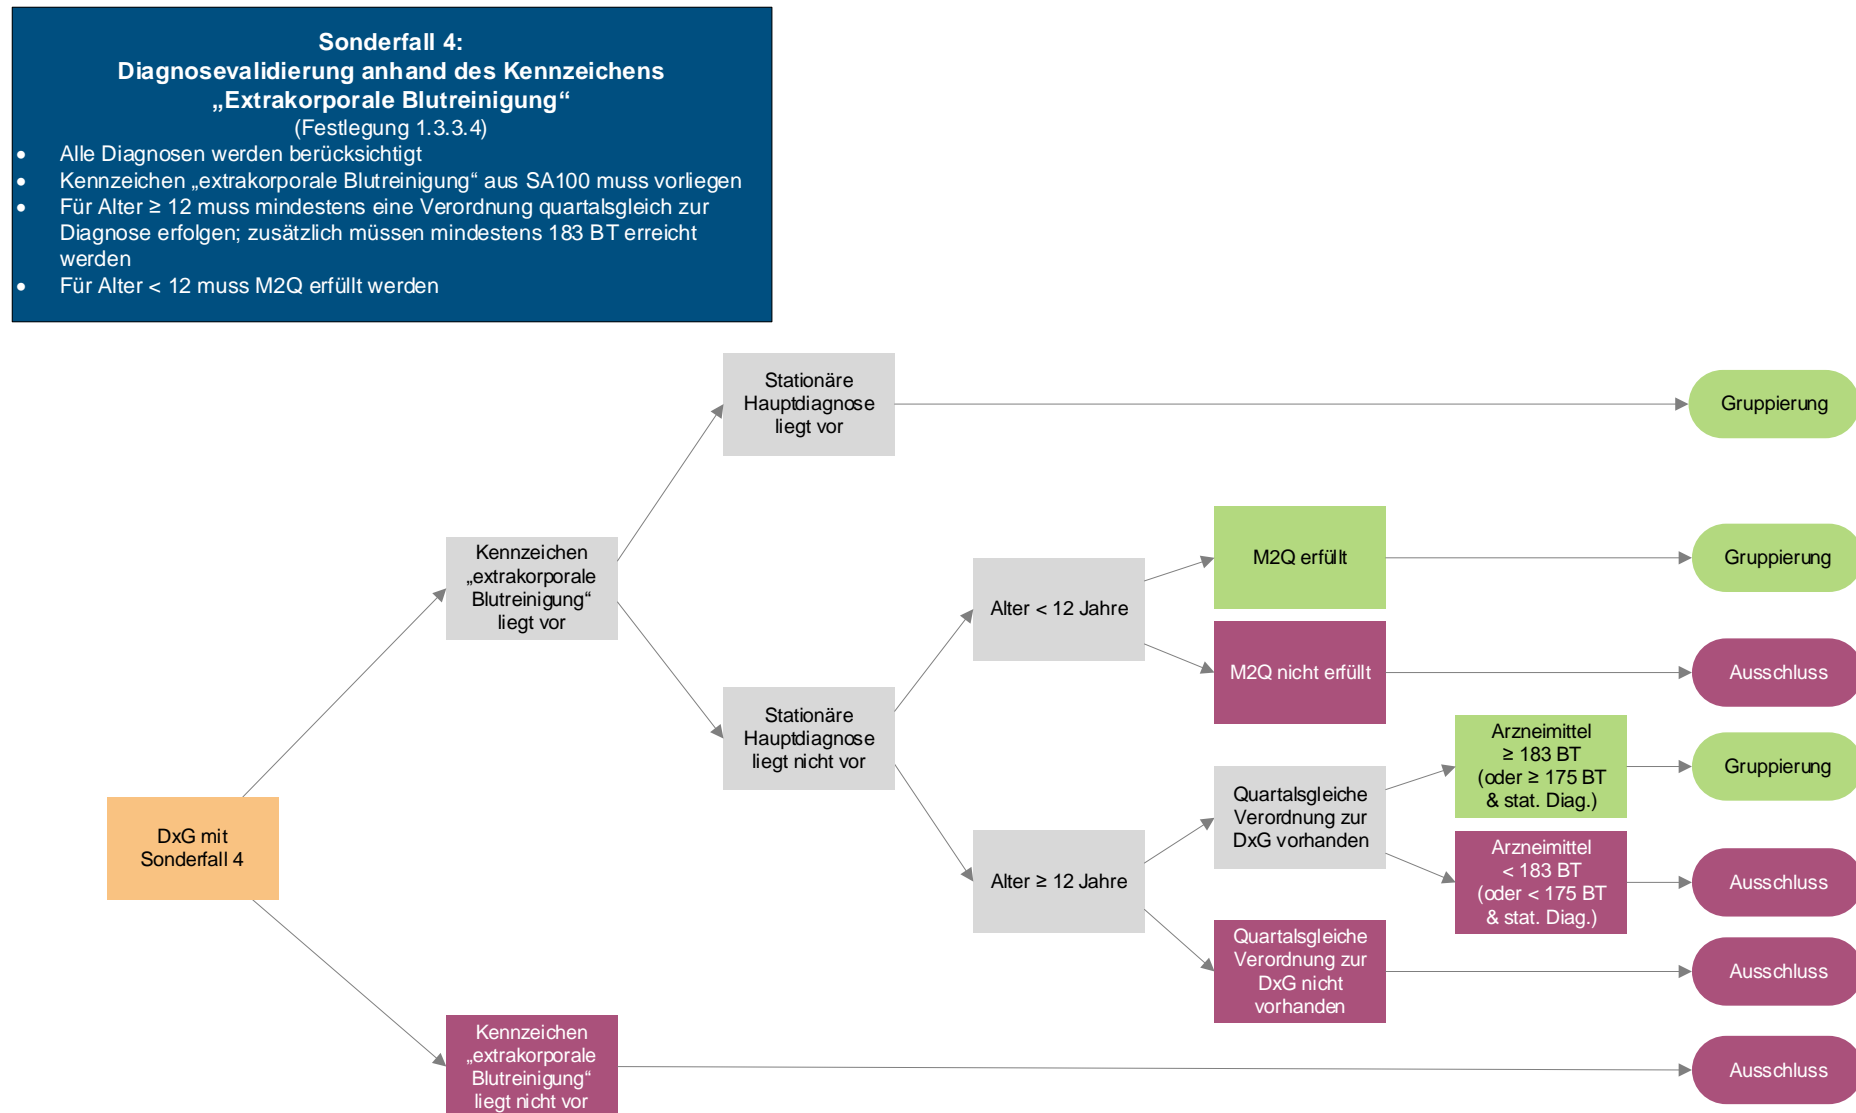 Sonderfall 4:
Diagnosevalidierung anhand des Kennzeichens
„Extrakorporale Blutreinigung“
(Festlegung 1.3.3.4)
• Alle Diagnosen werden berücksichtigt
• Kennzeichen „extrakorporale Blutreinigung“ aus SA100 muss vorliegen
• Für Alter ≥ 12 muss mindestens eine Verordnung quartalsgleich zur
Diagnose erfolgen; zusätzlich müssen mindestens 183 BT erreicht
werden
• Für Alter < 12 muss M2Q erfüllt werden
Stationäre
Hauptdiagnose
liegt vor
Gruppierung
Kennzeichen
„extrakorporale
Blutreinigung“
liegt vor
Alter < 12 Jahre
M2Q erfüllt
Gruppierung
M2Q nicht erfüllt
Ausschluss
Stationäre
Hauptdiagnose
liegt nicht vor
Arzneimittel
≥ 183 BT
(oder ≥ 175 BT
& stat. Diag.)
Gruppierung
Quartalsgleiche
Verordnung zur
DxG vorhanden
DxG mit
Sonderfall 4
Alter ≥ 12 Jahre
Arzneimittel
< 183 BT
(oder < 175 BT
& stat. Diag.)
Ausschluss
Quartalsgleiche
Verordnung zur
DxG nicht
vorhanden
Ausschluss
Kennzeichen
„extrakorporale
Blutreinigung“
liegt nicht vor
Ausschluss